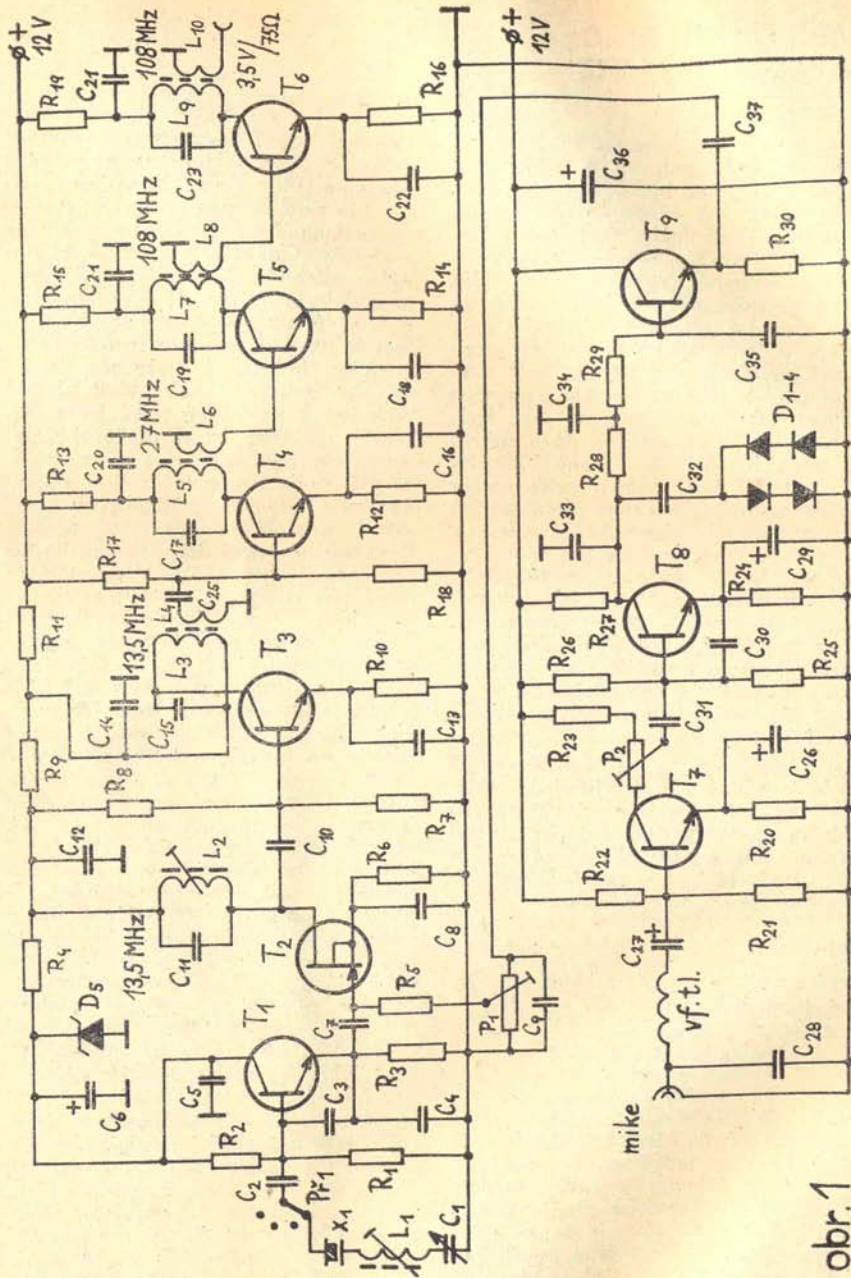 C₆ + D₅ R₄ C₁₂ R₉ R₁₁ R₁₃ R₁₅ R₁₉ ⌀+ 12V
R₂ C₅ 13,5 MHz C₁₁ L₂ R₈ C₁₄ 13,5 MHz R₁₇ C₂₀ 27 MHz C₂₁ 108 MHz C₂₁ 108 MHz
C₁₅ L₃ L₄ C₂₅ C₁₇ L₅ L₆ C₁₉ L₇ L₈ C₂₃ L₉ L₁₀
3,5V/75Ω
C₂ Př1 T₁ T₂ C₁₀ T₃ T₄ T₅ T₆
X₁ L₁ C₁ R₁ C₃ C₄ R₃ C₇ R₅ C₈ R₆ R₇ C₁₃ R₁₀ R₁₈ R₁₂ C₁₆ C₁₈ R₁₄ C₂₂ R₁₆
P₁ C₉
⌀+ 12V
R₂₂ R₂₃ R₂₆ R₂₇ C₃₃ R₂₈ C₃₄ R₂₉ T₉ C₃₆ +
mike vf.tl. C₂₇ + T₇ P₂ C₃₁ T₈ C₃₂ C₃₇
C₂₈ R₂₁ R₂₀ C₂₆ + R₂₅ C₃₀ R₂₄ C₂₉ + D₁₋₄ C₃₅ R₃₀
obr.1